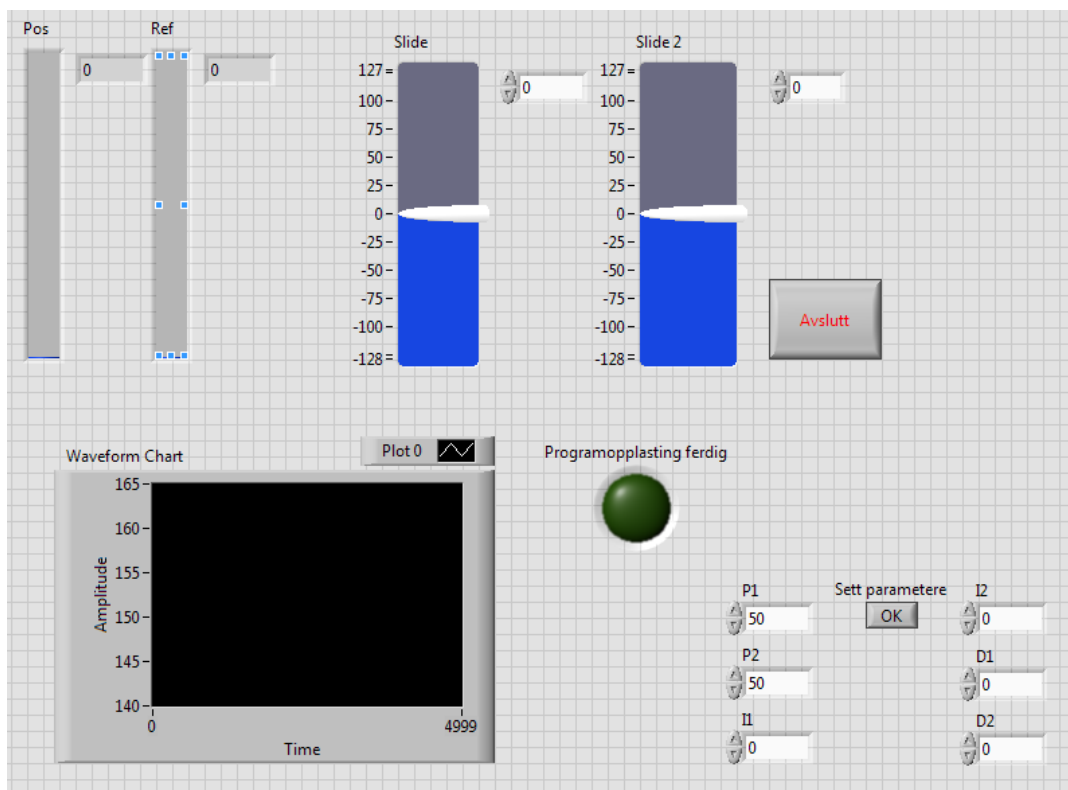 Pos
Ref
0
0
Slide
Slide 2
127
100
75
50
25
0
-25
-50
-75
-100
-128
0
127
100
75
50
25
0
-25
-50
-75
-100
-128
0
Avslutt
Waveform Chart
Plot 0
165
160
155
150
145
140
Amplitude
0
4999
Time
Programopplasting ferdig
P1
50
Sett parametere
OK
I2
0
P2
50
D1
0
I1
0
D2
0